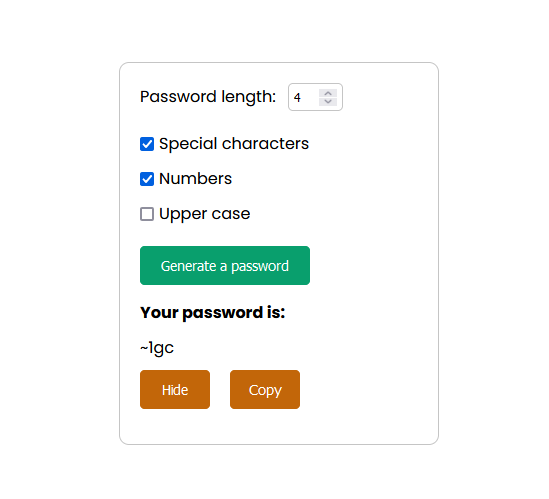 Password length: 4
Special characters
Numbers
Upper case
Generate a password
Your password is:
~1gc
Hide Copy